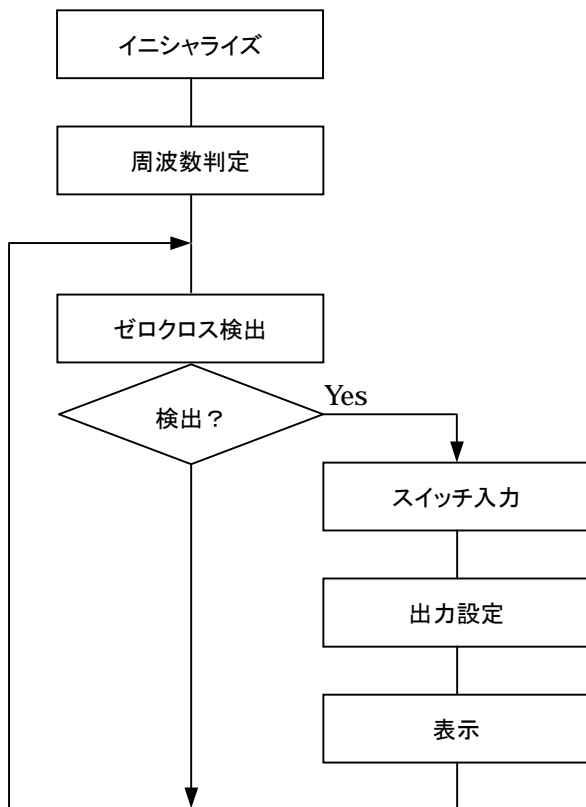 イニシャライズ
周波数判定
ゼロクロス検出
検出？
Yes
スイッチ入力
出力設定
表示